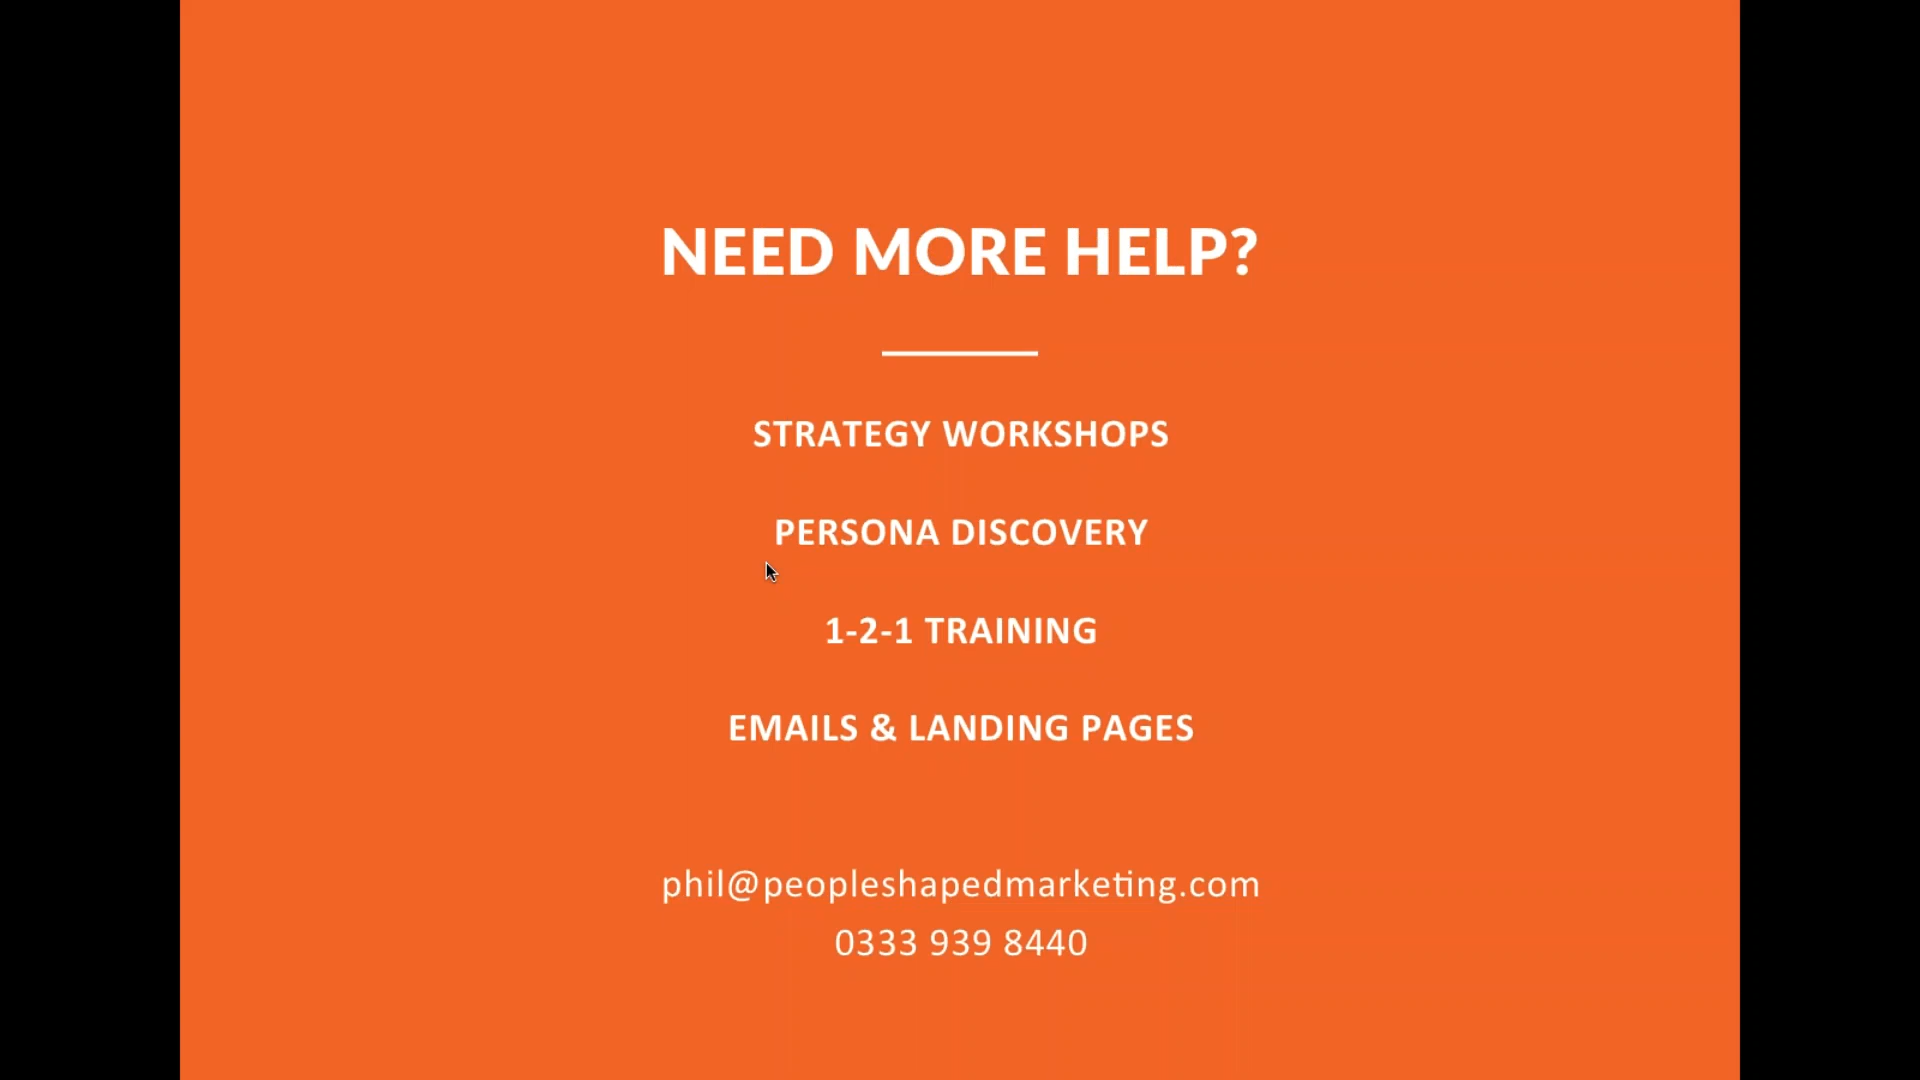 NEED MORE HELP?
STRATEGY WORKSHOPS
PERSONA DISCOVERY
1-2-1 TRAINING
EMAILS & LANDING PAGES
phil@peopleshapedmarketing.com
0333 939 8440